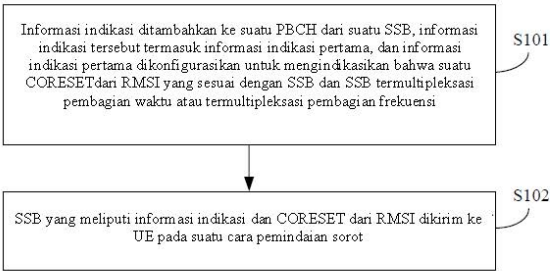 Informasi indikasi ditambahkan ke suatu PBCH dari suatu SSB, informasi
indikasi tersebut termasuk informasi indikasi pertama, dan informasi
indikasi pertama dikonfigurasikan untuk mengindikasikan bahwa suatu
CORESETdari RMSI yang sesuai dengan SSB dan SSB termultipleksasi
pembagian waktu atau termultipleksasi pembagian frekuensi
S101
SSB yang meliputi informasi indikasi dan CORESET dari RMSI dikirim ke
UE pada suatu cara pemindaian sorot
S102